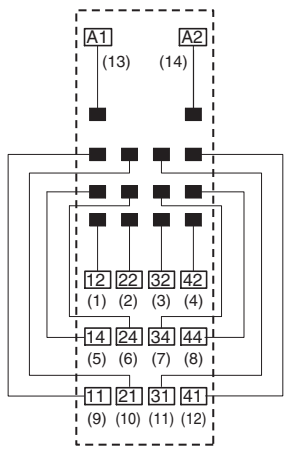 A1 A2
(13) (14)
12 22 32 42
(1) (2) (3) (4)
14 24 34 44
(5) (6) (7) (8)
11 21 31 41
(9) (10) (11) (12)